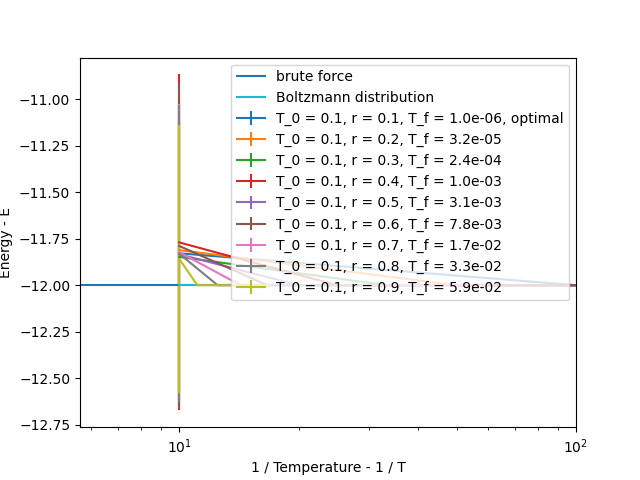 brute force
Boltzmann distribution
T_0 = 0.1, r = 0.1, T_f = 1.0e-06, optimal
T_0 = 0.1, r = 0.2, T_f = 3.2e-05
T_0 = 0.1, r = 0.3, T_f = 2.4e-04
T_0 = 0.1, r = 0.4, T_f = 1.0e-03
T_0 = 0.1, r = 0.5, T_f = 3.1e-03
T_0 = 0.1, r = 0.6, T_f = 7.8e-03
T_0 = 0.1, r = 0.7, T_f = 1.7e-02
T_0 = 0.1, r = 0.8, T_f = 3.3e-02
T_0 = 0.1, r = 0.9, T_f = 5.9e-02
Energy - E
−11.00
−11.25
−11.50
−11.75
−12.00
−12.25
−12.50
−12.75
10¹
10²
1 / Temperature - 1 / T